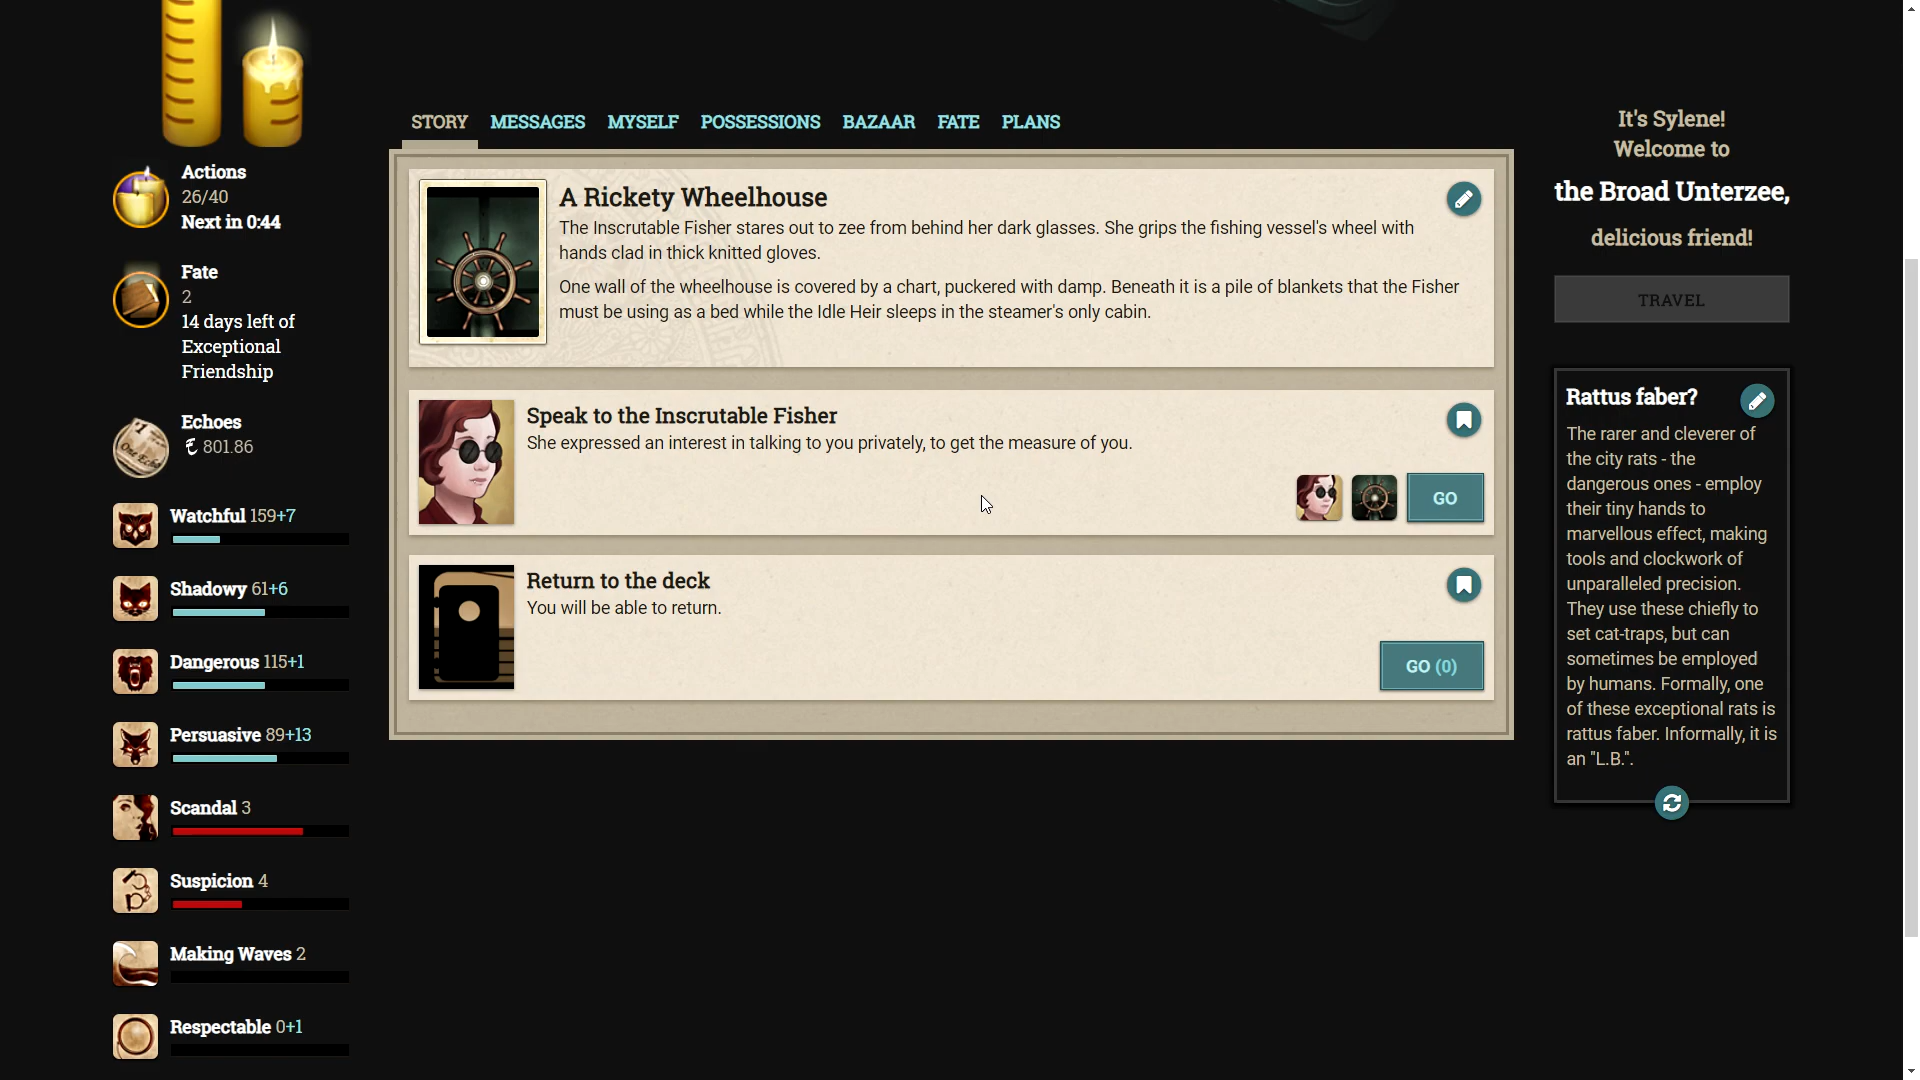 STORY MESSAGES MYSELF POSSESSIONS BAZAAR FATE PLANS
Actions
26/40
Next in 0:44
Fate
2
14 days left of
Exceptional
Friendship
Echoes
801.86
Watchful 159+7
Shadowy 61+6
Dangerous 115+1
Persuasive 89+13
Scandal 3
Suspicion 4
Making Waves 2
Respectable 0+1
A Rickety Wheelhouse
The Inscrutable Fisher stares out to zee from behind her dark glasses. She grips the fishing vessel's wheel with
hands clad in thick knitted gloves.
One wall of the wheelhouse is covered by a chart, puckered with damp. Beneath it is a pile of blankets that the Fisher
must be using as a bed while the Idle Heir sleeps in the steamer's only cabin.
Speak to the Inscrutable Fisher
She expressed an interest in talking to you privately, to get the measure of you.
GO
Return to the deck
You will be able to return.
GO (0)
It's Sylene!
Welcome to
the Broad Unterzee,
delicious friend!
TRAVEL
Rattus faber?
The rarer and cleverer of
the city rats - the
dangerous ones - employ
their tiny hands to
marvellous effect, making
tools and clockwork of
unparalleled precision.
They use these chiefly to
set cat-traps, but can
sometimes be employed
by humans. Formally, one
of these exceptional rats is
rattus faber. Informally, it is
an "L.B.".